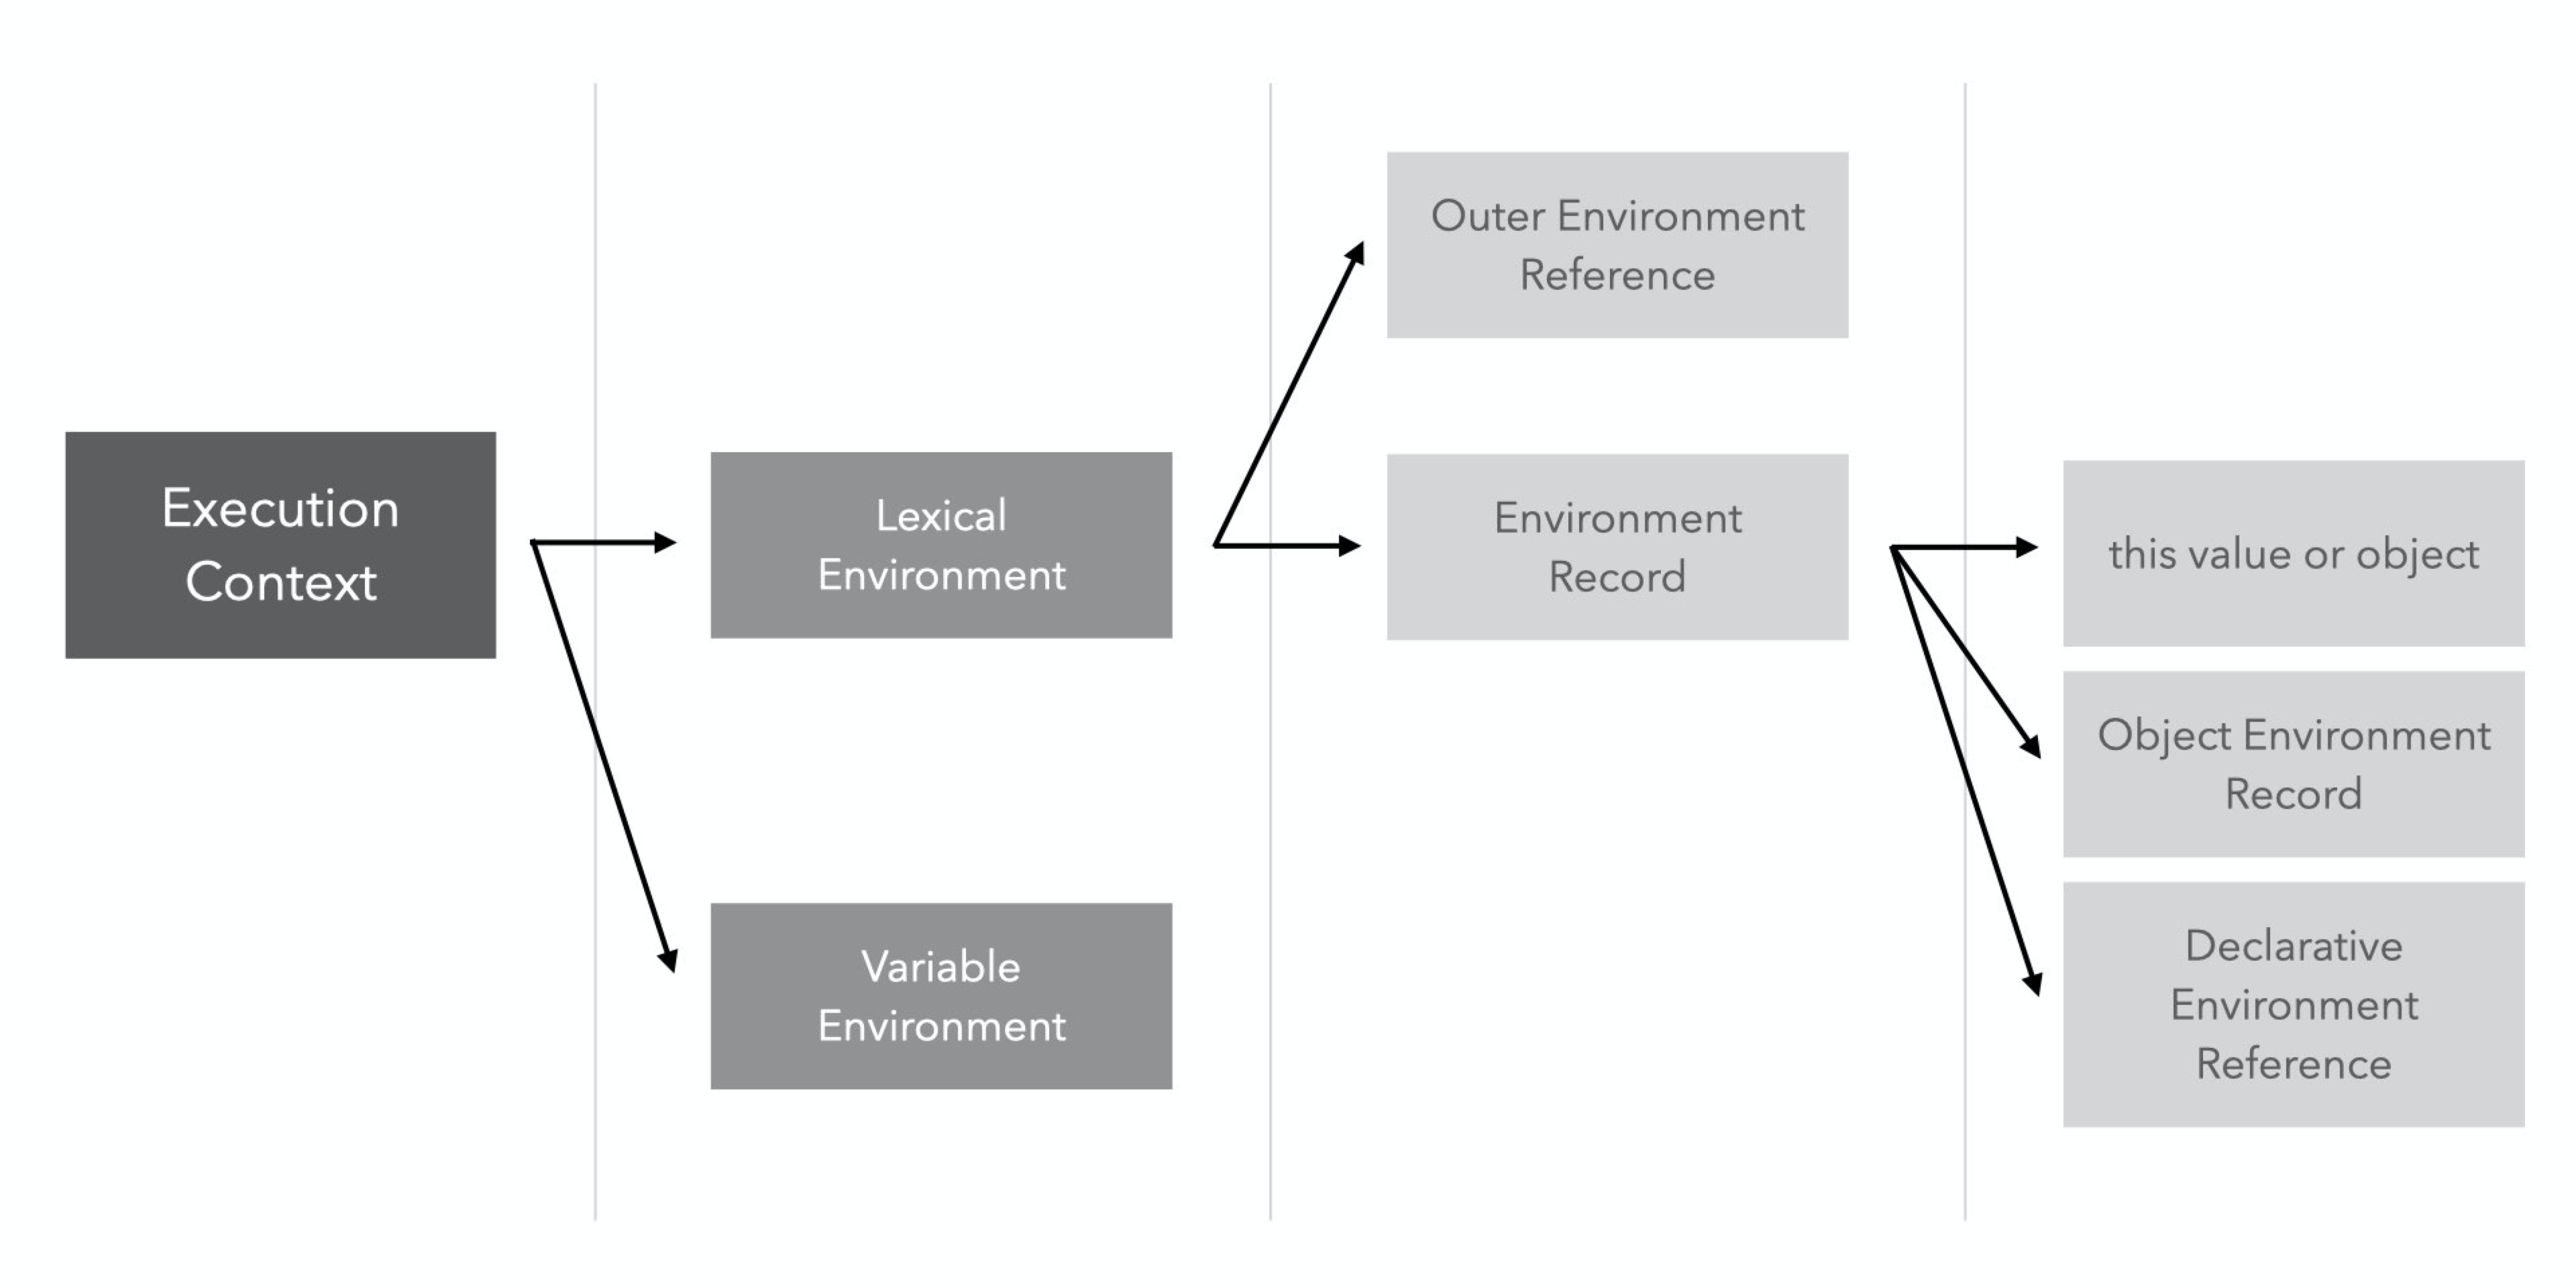 Execution
Context
Lexical
Environment
Variable
Environment
Outer Environment
Reference
Environment
Record
this value or object
Object Environment
Record
Declarative
Environment
Reference